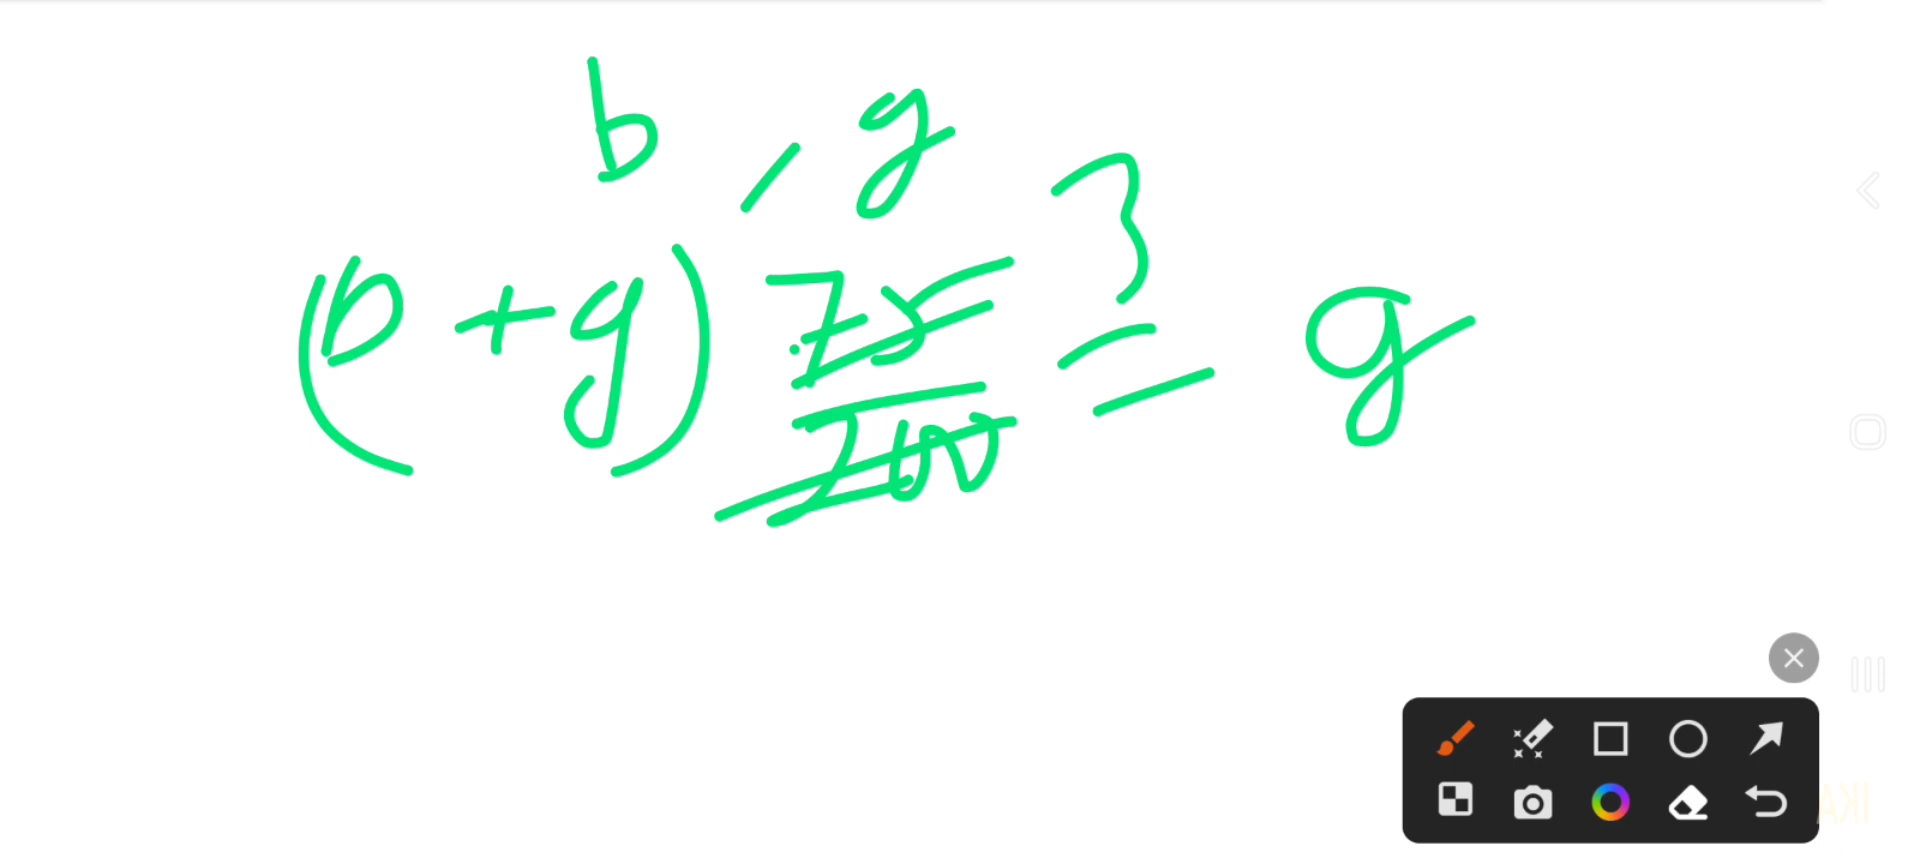 b , g
3
(b+g) 75 = g
200